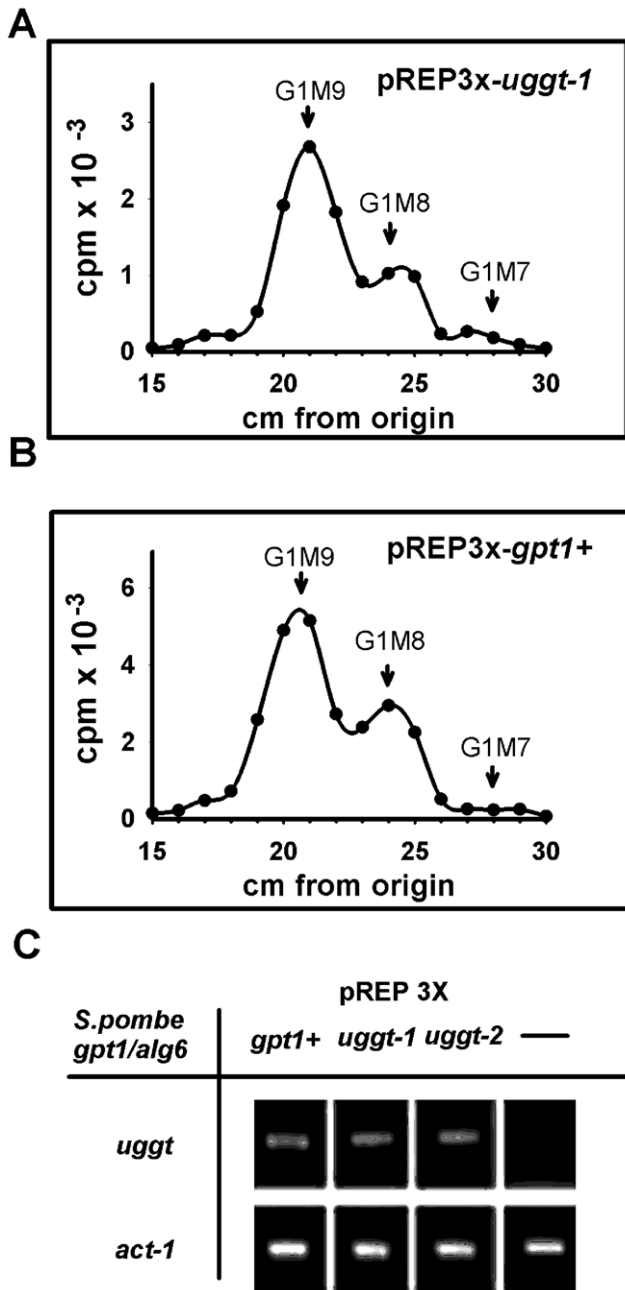 A
pREP3x-uggt-1
G1M9
G1M8
G1M7
cpm x 10 -3
3
2
1
0
15 20 25 30
cm from origin
B
pREP3x-gpt1+
G1M9
G1M8
G1M7
cpm x 10 -3
6
4
2
0
15 20 25 30
cm from origin
C
pREP 3X
S.pombe
gpt1/alg6
gpt1+ uggt-1 uggt-2 —
uggt
act-1